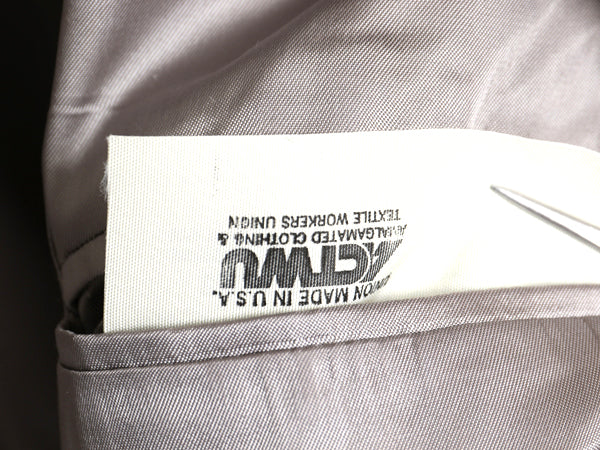 UNION MADE IN U.S.A.
ACTWU
AMALGAMATED CLOTHING &
TEXTILE WORKERS UNION